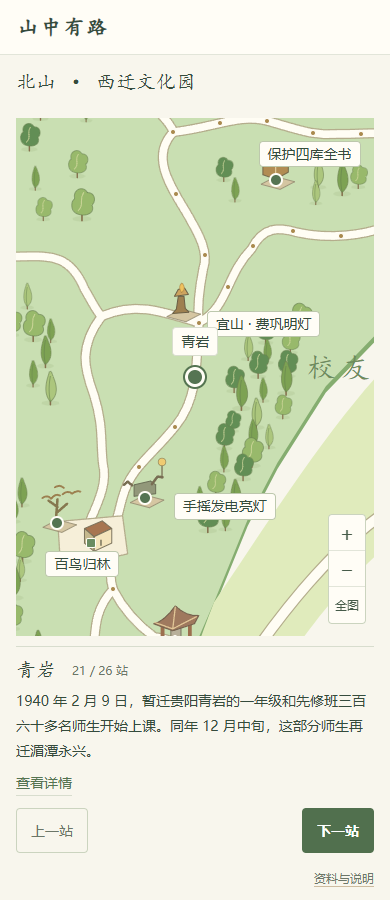 山中有路
北山 • 西迁文化园
保护四库全书
宜山 · 费巩明灯
青岩
校友
手摇发电亮灯
百鸟归林
+
−
全图
青岩 21 / 26 站
1940 年 2 月 9 日，暂迁贵阳青岩的一年级和先修班三百
六十多名师生开始上课。同年 12 月中旬，这部分师生再
迁湄潭永兴。
查看详情
上一站
下一站
资料与说明